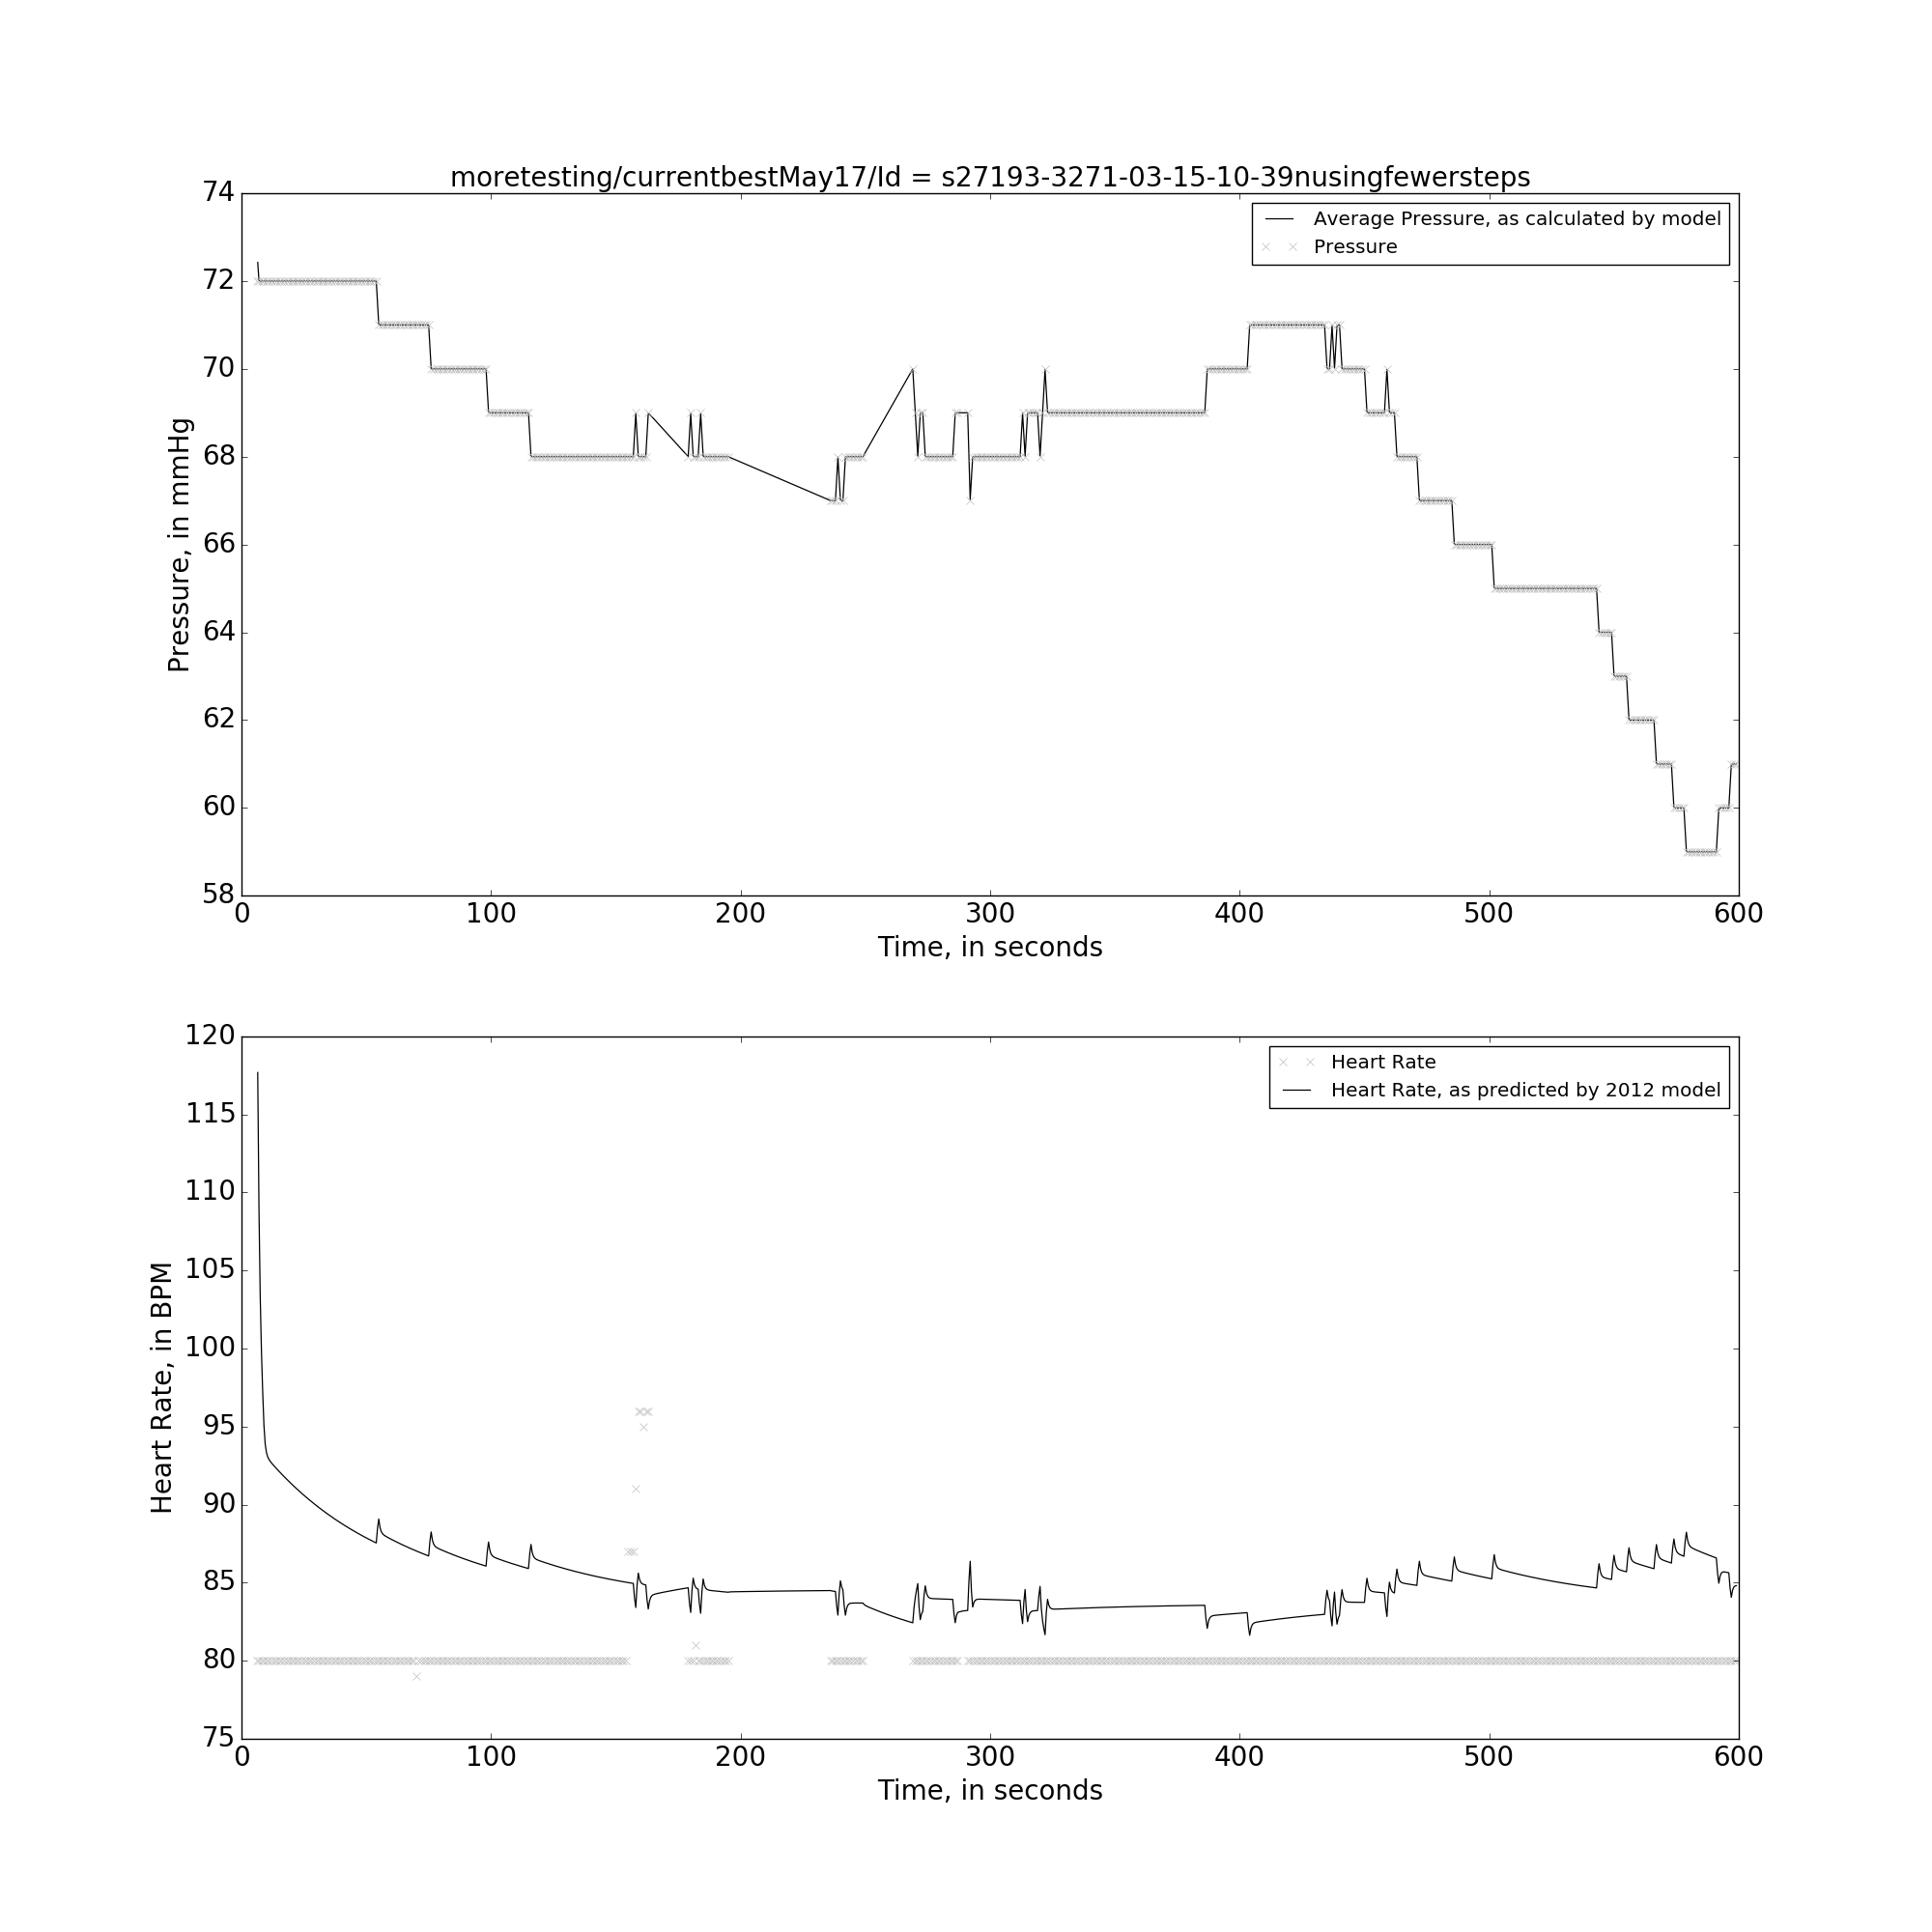 moretesting/currentbestMay17/Id = s27193-3271-03-15-10-39nusingfewersteps
74
72
70
68
66
64
62
60
58
Pressure, in mmHg
Average Pressure, as calculated by model
Pressure
0 100 200 300 400 500 600
Time, in seconds
120
115
110
105
100
95
90
85
80
75
Heart Rate, in BPM
Heart Rate
Heart Rate, as predicted by 2012 model
0 100 200 300 400 500 600
Time, in seconds